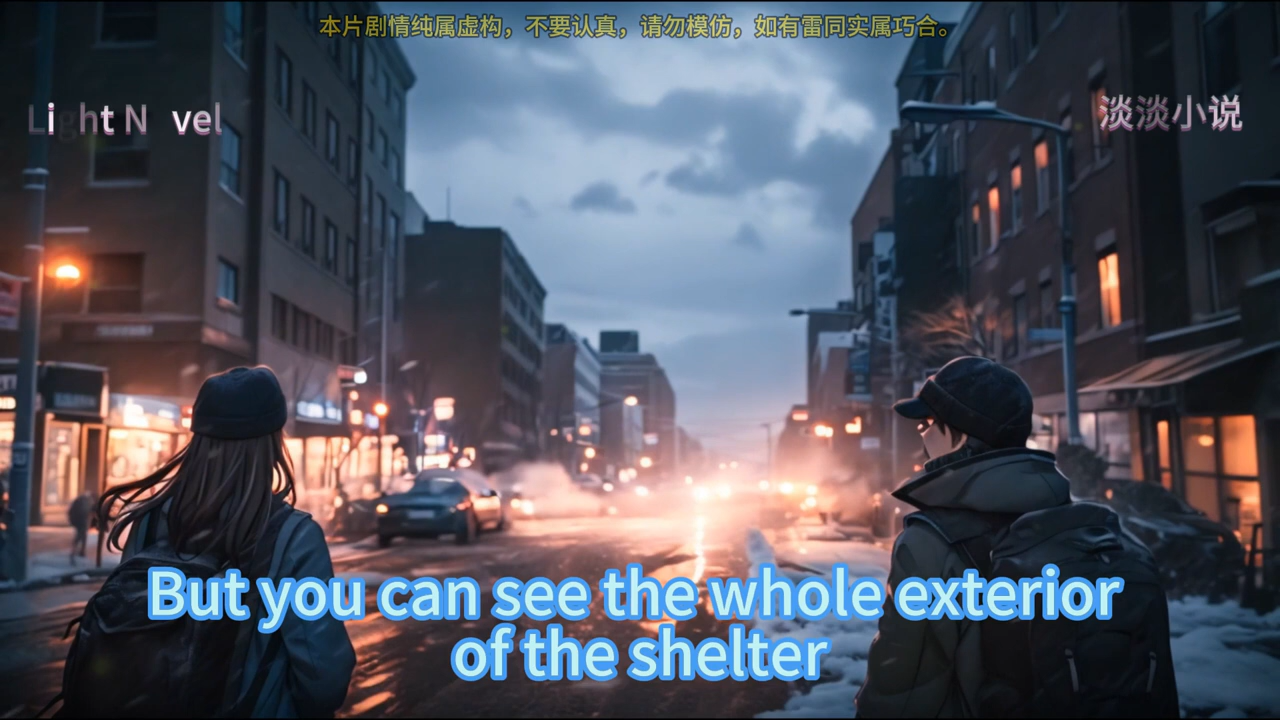 本片剧情纯属虚构，不要认真，请勿模仿，如有雷同实属巧合。
Light N vel
淡淡小说
But you can see the whole exterior
of the shelter